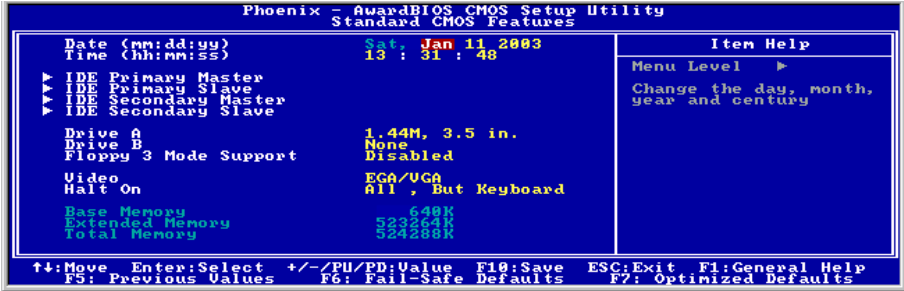 Phoenix - AwardBIOS CMOS Setup Utility
Standard CMOS Features
Date (mm:dd:yy) Sat, Jan 11 2003
Time (hh:mm:ss) 13 : 31 : 48
▶ IDE Primary Master
▶ IDE Primary Slave
▶ IDE Secondary Master
▶ IDE Secondary Slave
Drive A 1.44M, 3.5 in.
Drive B None
Floppy 3 Mode Support Disabled
Video EGA/VGA
Halt On All , But Keyboard
Base Memory 640K
Extended Memory 523264K
Total Memory 524288K
Item Help
Menu Level ▶
Change the day, month,
year and century
↑↓:Move Enter:Select +/-/PU/PD:Value F10:Save ESC:Exit F1:General Help
F5: Previous Values F6: Fail-Safe Defaults F7: Optimized Defaults